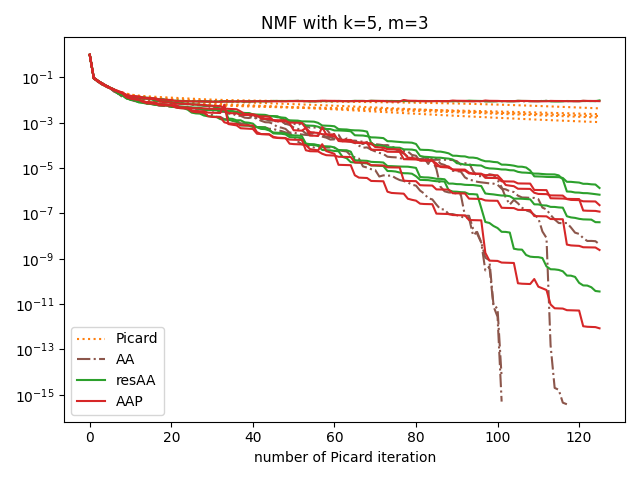 NMF with k=5, m=3
10⁻¹
10⁻³
10⁻⁵
10⁻⁷
10⁻⁹
10⁻¹¹
10⁻¹³
10⁻¹⁵
Picard
AA
resAA
AAP
0 20 40 60 80 100 120
number of Picard iteration